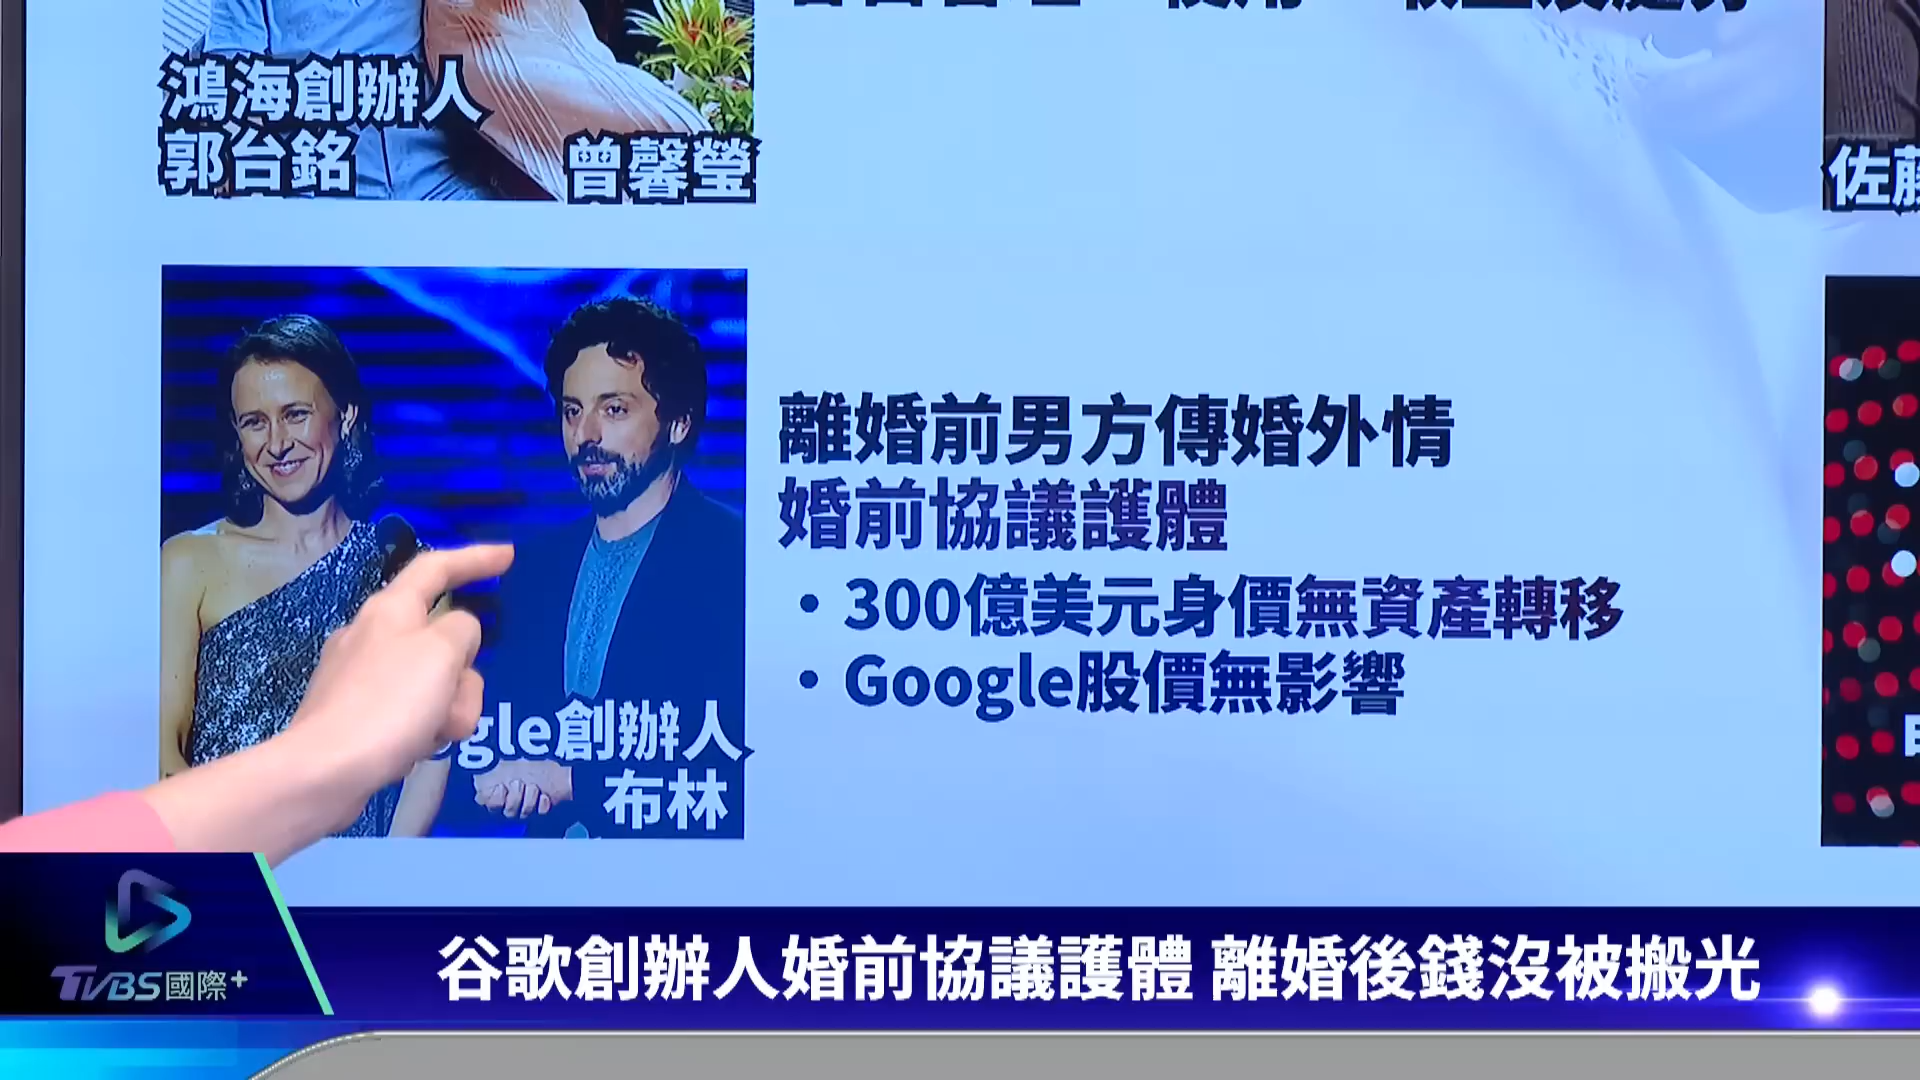 鴻海創辦人
郭台銘
曾馨瑩
佐藤
離婚前男方傳婚外情
婚前協議護體
・300億美元身價無資產轉移
・Google股價無影響
ogle創辦人
布林
谷歌創辦人婚前協議護體 離婚後錢沒被搬光
TVBS國際+